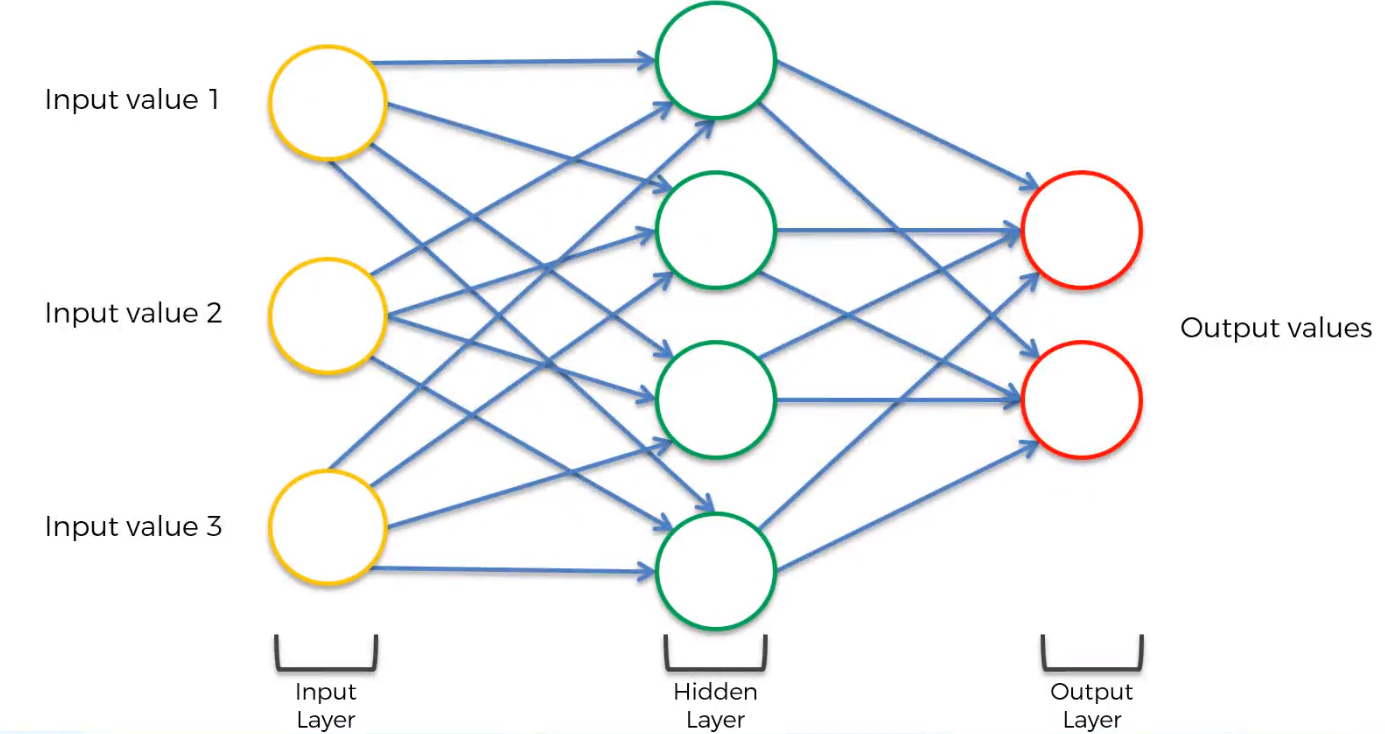 Input value 1
Input value 2
Output values
Input value 3
Input
Layer
Hidden
Layer
Output
Layer